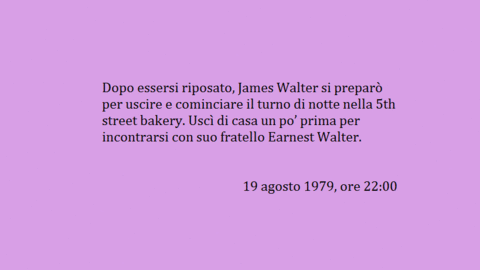 Dopo essersi riposato, James Walter si preparò
per uscire e cominciare il turno di notte nella 5th
street bakery. Uscì di casa un po’ prima per
incontrarsi con suo fratello Earnest Walter.
19 agosto 1979, ore 22:00